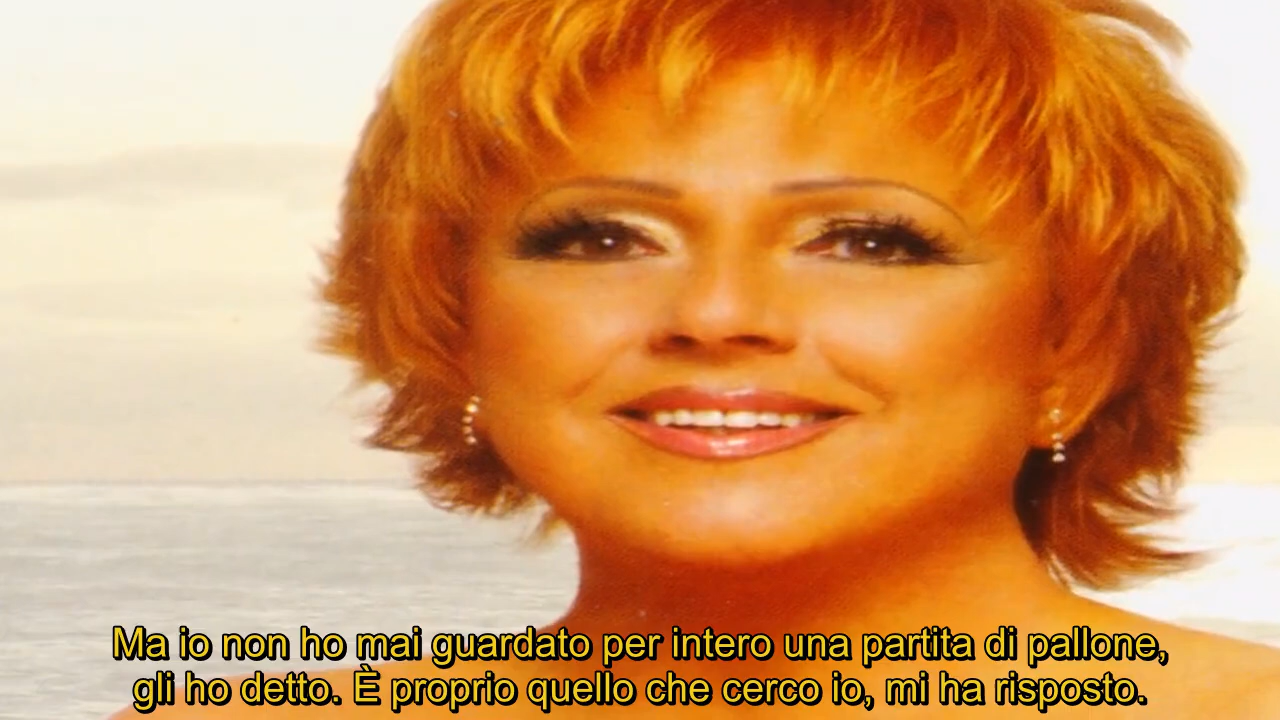 Ma io non ho mai guardato per intero una partita di pallone,
gli ho detto. È proprio quello che cerco io, mi ha risposto.